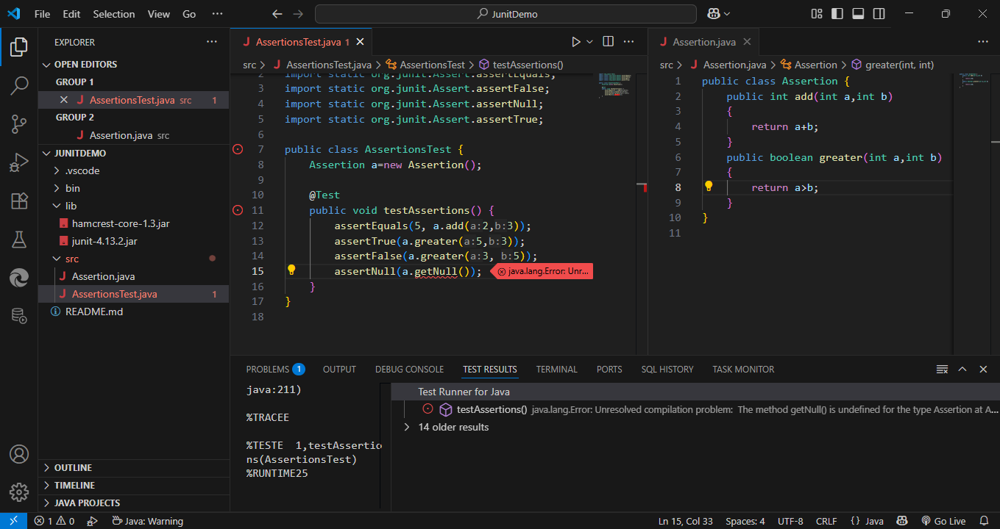 File Edit Selection View Go ··· JunitDemo
EXPLORER ···
OPEN EDITORS
GROUP 1
AssertionsTest.java src 1
GROUP 2
Assertion.java src
JUNITDEMO
.vscode
bin
lib
hamcrest-core-1.3.jar
junit-4.13.2.jar
src
Assertion.java
AssertionsTest.java 1
README.md
OUTLINE
TIMELINE
JAVA PROJECTS
AssertionsTest.java 1
src > AssertionsTest.java > AssertionsTest > testAssertions()
2 import static org.junit.Assert.assertEquals;
3 import static org.junit.Assert.assertFalse;
4 import static org.junit.Assert.assertNull;
5 import static org.junit.Assert.assertTrue;
6
7 public class AssertionsTest {
8 Assertion a=new Assertion();
9
10 @Test
11 public void testAssertions() {
12 assertEquals(5, a.add(a:2,b:3));
13 assertTrue(a.greater(a:5,b:3));
14 assertFalse(a.greater(a:3, b:5));
15 assertNull(a.getNull()); java.lang.Error: Unr...
16 }
17 }
18
Assertion.java
src > Assertion.java > Assertion > greater(int, int)
1 public class Assertion {
2 public int add(int a,int b)
3 {
4 return a+b;
5 }
6 public boolean greater(int a,int b)
7 {
8 return a>b;
9 }
10 }
11
PROBLEMS 1 OUTPUT DEBUG CONSOLE TEST RESULTS TERMINAL PORTS SQL HISTORY TASK MONITOR
java:211)
%TRACEE
%TESTE 1,testAssertio
ns(AssertionsTest)
%RUNTIME25
Test Runner for Java
testAssertions() java.lang.Error: Unresolved compilation problem: The method getNull() is undefined for the type Assertion at A...
14 older results
1 0 Java: Warning Ln 15, Col 33 Spaces: 4 UTF-8 CRLF {} Java Go Live